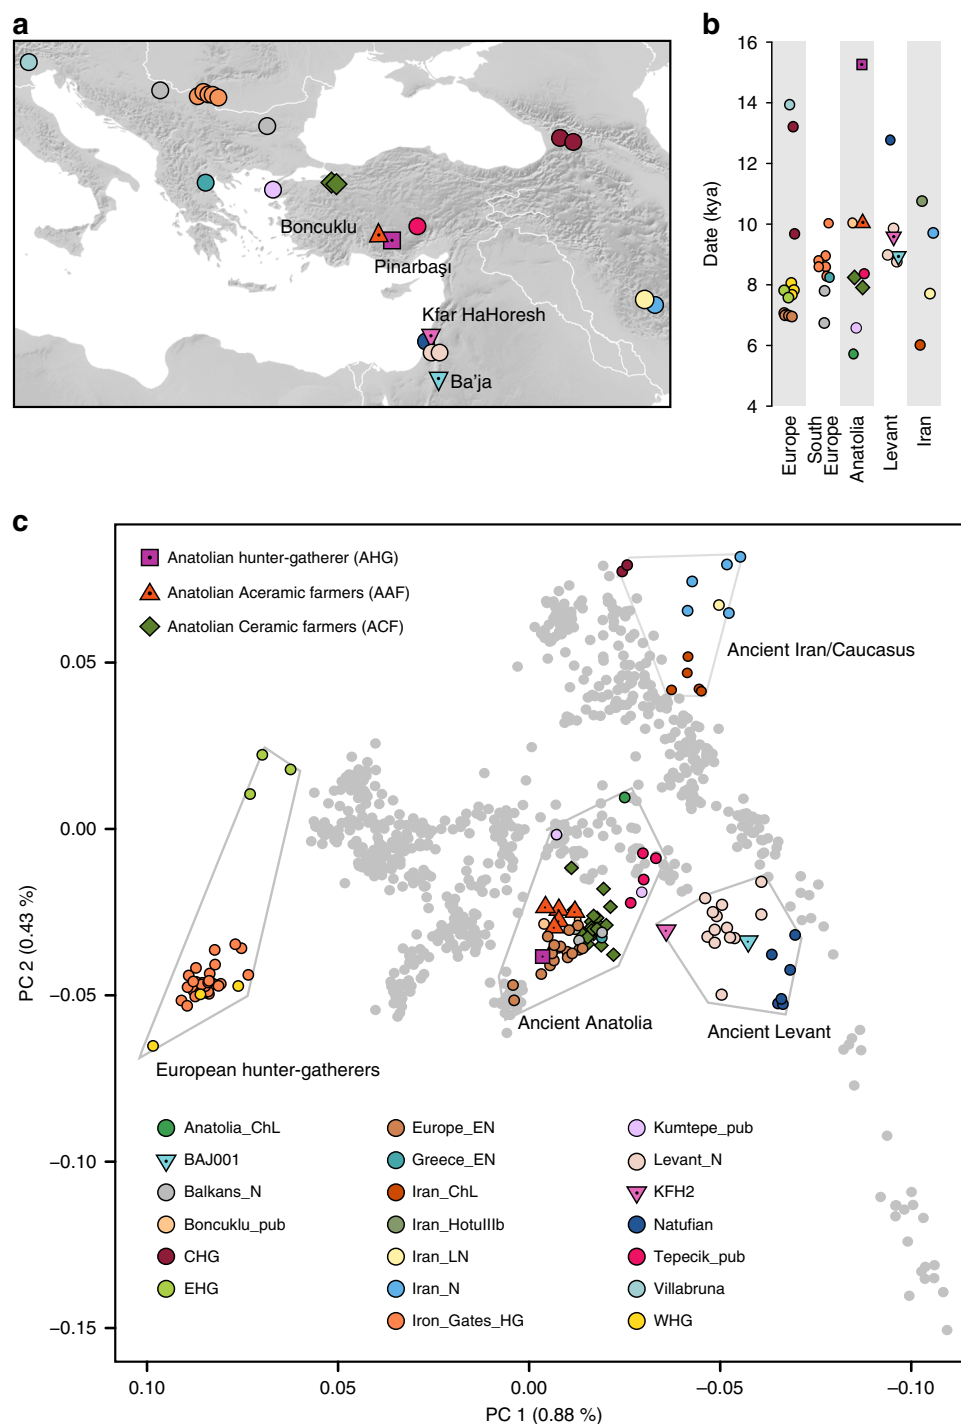 a
Boncuklu
Pinarbaşı
Kfar HaHoresh
Ba'ja
b
16
14
12
10
8
6
4
Date (kya)
Europe
South
Europe
Anatolia
Levant
Iran
c
Anatolian hunter-gatherer (AHG)
Anatolian Aceramic farmers (AAF)
Anatolian Ceramic farmers (ACF)
Ancient Iran/Caucasus
Ancient Anatolia
Ancient Levant
European hunter-gatherers
0.05
0.00
−0.05
−0.10
−0.15
PC 2 (0.43 %)
Anatolia_ChL
BAJ001
Balkans_N
Boncuklu_pub
CHG
EHG
Europe_EN
Greece_EN
Iran_ChL
Iran_HotuIIIb
Iran_LN
Iran_N
Iron_Gates_HG
Kumtepe_pub
Levant_N
KFH2
Natufian
Tepecik_pub
Villabruna
WHG
0.10
0.05
0.00
−0.05
−0.10
PC 1 (0.88 %)